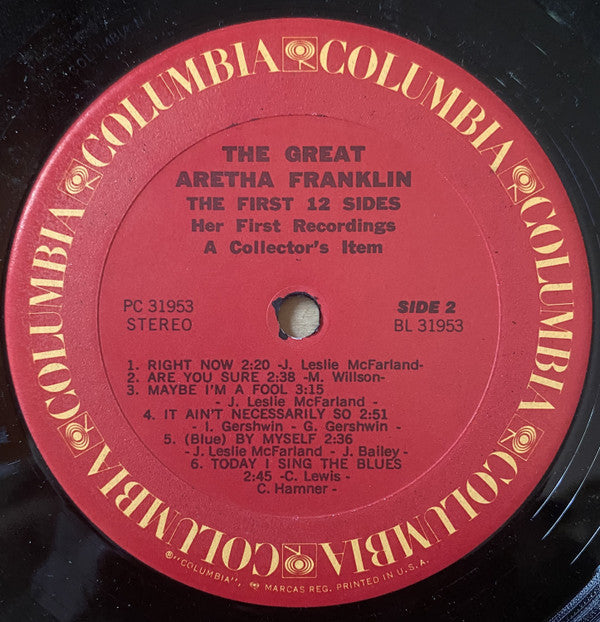 COLUMBIA COLUMBIA COLUMBIA COLUMBIA COLUMBIA COLUMBIA COLUMBIA COLUMBIA
THE GREAT
ARETHA FRANKLIN
THE FIRST 12 SIDES
Her First Recordings
A Collector's Item
PC 31953
STEREO
SIDE 2
BL 31953
1. RIGHT NOW 2:20 -J. Leslie McFarland-
2. ARE YOU SURE 2:38 -M. Willson-
3. MAYBE I'M A FOOL 3:15
- J. Leslie McFarland -
4. IT AIN'T NECESSARILY SO 2:51
- I. Gershwin - G. Gershwin -
5. (Blue) BY MYSELF 2:36
- J. Leslie McFarland - J. Bailey -
6. TODAY I SING THE BLUES
2:45 -C. Lewis -
C. Hamner -
®"COLUMBIA", MARCAS REG. PRINTED IN U.S.A.